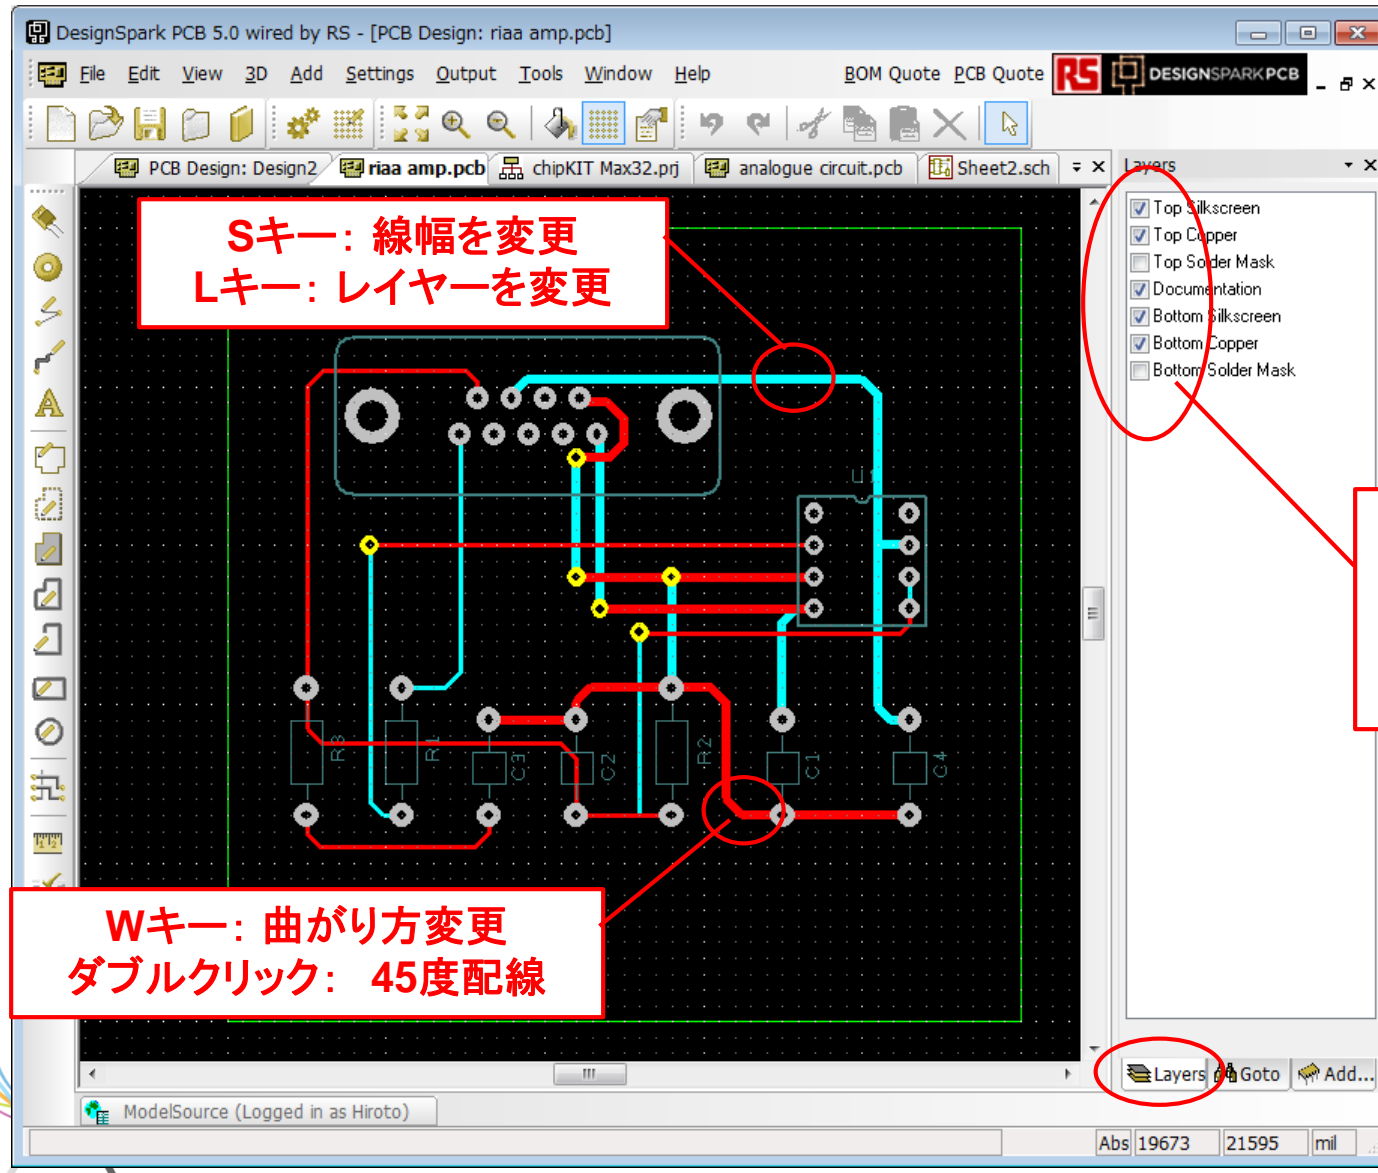 DesignSpark PCB 5.0 wired by RS - [PCB Design: riaa amp.pcb]
File Edit View 3D Add Settings Output Tools Window Help BOM Quote PCB Quote RS DESIGNSPARK PCB
PCB Design: Design2 riaa amp.pcb chipKIT Max32.prj analogue circuit.pcb Sheet2.sch Layers
Sキー：線幅を変更
Lキー：レイヤーを変更
Top Silkscreen
Top Copper
Top Solder Mask
Documentation
Bottom Silkscreen
Bottom Copper
Bottom Solder Mask
R3 R1 C3 C2 R2 C1 C4
Wキー：曲がり方変更
ダブルクリック： 45度配線
Layers Goto Add...
ModelSource (Logged in as Hiroto)
Abs 19673 21595 mil